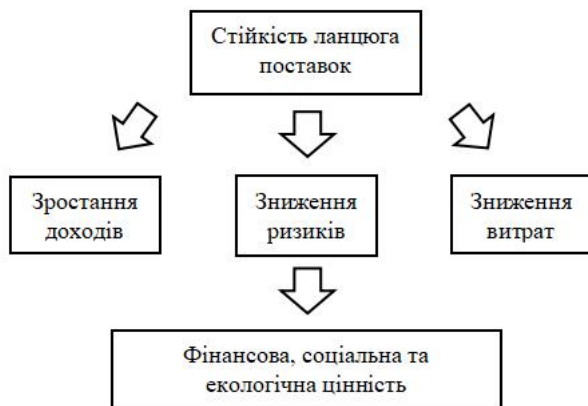 Стійкість ланцюга
поставок
Зростання
доходів
Зниження
ризиків
Зниження
витрат
Фінансова, соціальна та
екологічна цінність